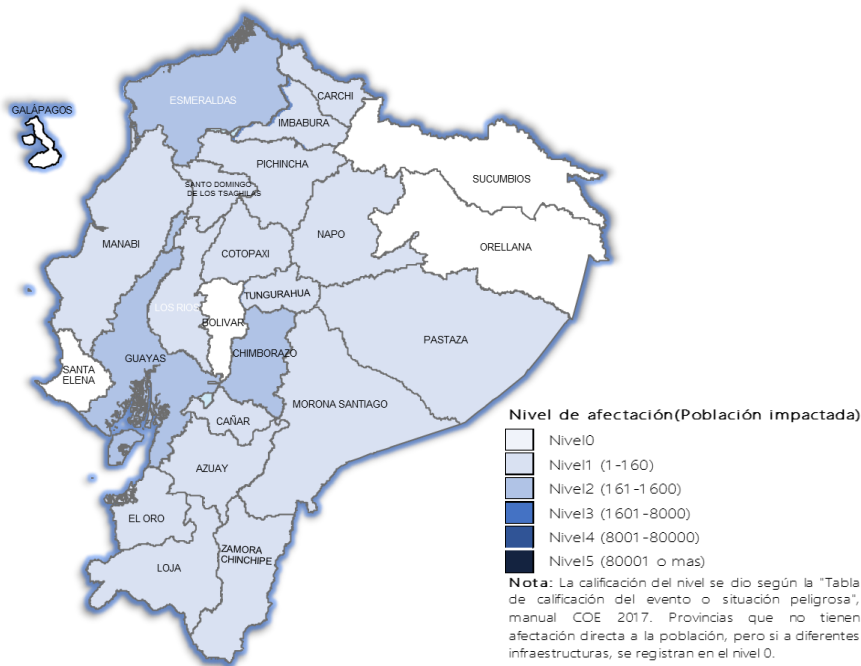 ESMERALDAS
CARCHI
GALÁPAGOS
IMBABURA
PICHINCHA
SUCUMBIOS
SANTO DOMINGO
DE LOS TSACHILAS
NAPO
MANABI
ORELLANA
COTOPAXI
TUNGURAHUA
LOS RIOS
BOLIVAR
PASTAZA
CHIMBORAZO
GUAYAS
SANTA
ELENA
MORONA SANTIAGO
CAÑAR
AZUAY
EL ORO
ZAMORA
CHINCHIPE
LOJA
Nivel de afectación(Población impactada)
Nivel0
Nivel1 (1-160)
Nivel2 (161-1600)
Nivel3 (1601-8000)
Nivel4 (8001-80000)
Nivel5 (80001 o mas)
Nota: La calificación del nivel se dio según la "Tabla
de calificación del evento o situación peligrosa",
manual COE 2017. Provincias que no tienen
afectación directa a la población, pero si a diferentes
infraestructuras, se registran en el nivel 0.